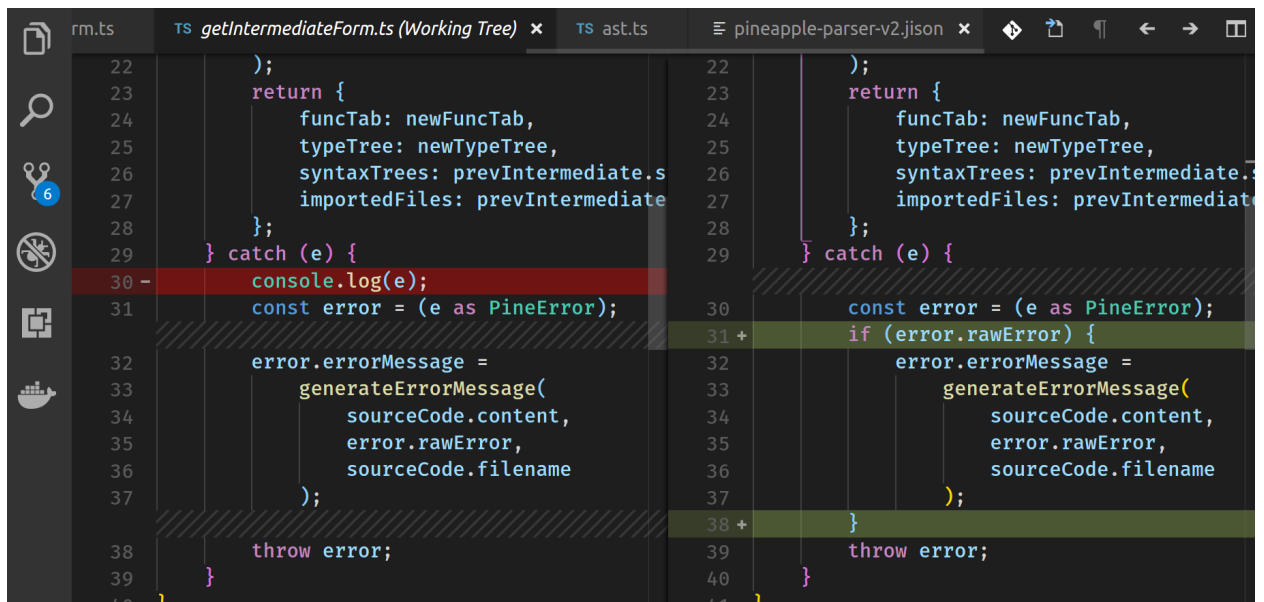 rm.ts
TS getIntermediateForm.ts (Working Tree) ×
TS ast.ts
pineapple-parser-v2.jison ×
6
22 );
23 return {
24 funcTab: newFuncTab,
25 typeTree: newTypeTree,
26 syntaxTrees: prevIntermediate.s
27 importedFiles: prevIntermediate
28 };
29 } catch (e) {
30 - console.log(e);
31 const error = (e as PineError);
32 error.errorMessage =
33 generateErrorMessage(
34 sourceCode.content,
35 error.rawError,
36 sourceCode.filename
37 );
38 throw error;
39 }
22 );
23 return {
24 funcTab: newFuncTab,
25 typeTree: newTypeTree,
26 syntaxTrees: prevIntermediate.
27 importedFiles: prevIntermediat
28 };
29 } catch (e) {
30 const error = (e as PineError);
31 + if (error.rawError) {
32 error.errorMessage =
33 generateErrorMessage(
34 sourceCode.content,
35 error.rawError,
36 sourceCode.filename
37 );
38 + }
39 throw error;
40 }